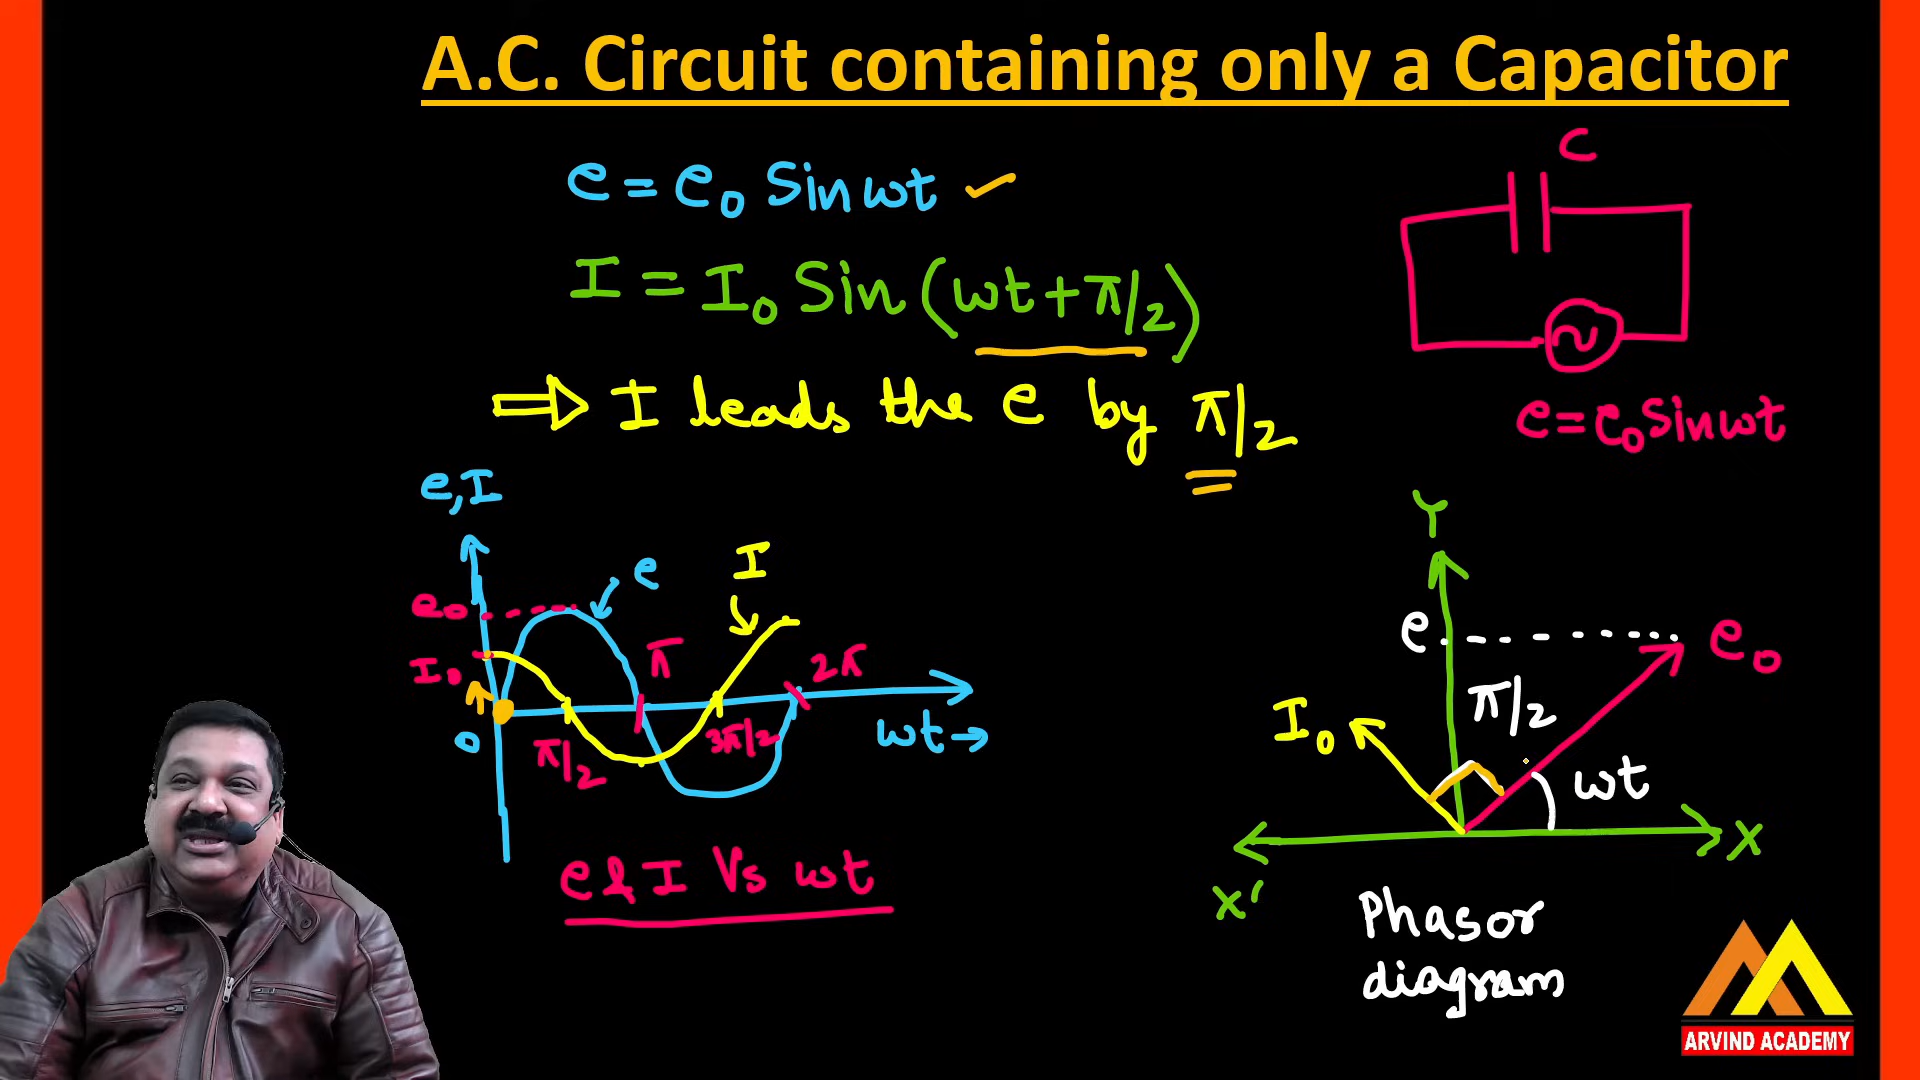 A.C. Circuit containing only a Capacitor
C
e = e₀ Sin ωt ✓
I = I₀ Sin (ωt + π/2)
⇒ I leads the e by π/2
e = e₀ Sin ωt
e, I
e₀
I₀
0
e
I
π/2
π
3π/2
2π
ωt →
e & I Vs ωt
Y
e
e₀
I₀
π/2
ωt
X
X'
Phasor
diagram
ARVIND ACADEMY